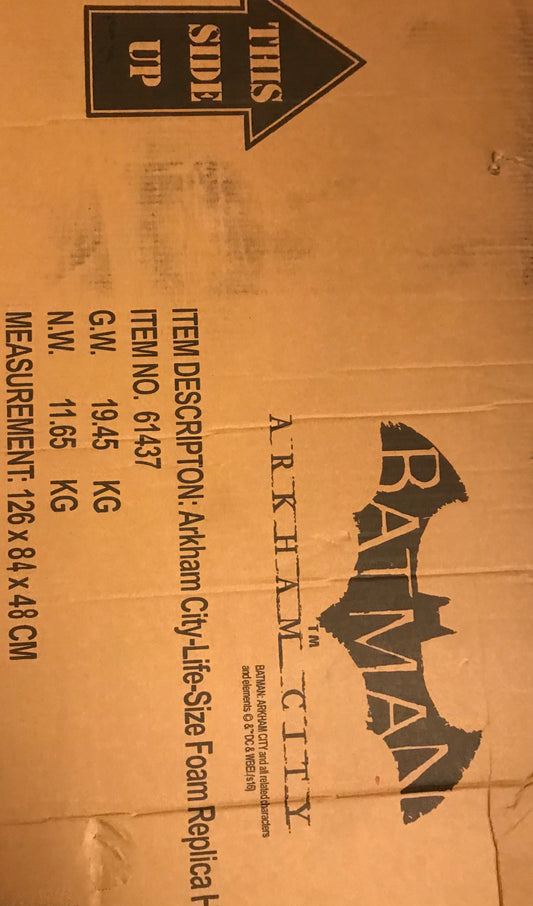 THIS
SIDE
UP
BATMAN
ARKHAM CITY
TM
BATMAN: ARKHAM CITY and all related characters
and elements © & ™ DC & WBEI. (s16)
ITEM DESCRIPTON: Arkham City-Life-Size Foam Replica
ITEM NO. 61437
G.W. 19.45 KG
N.W. 11.65 KG
MEASUREMENT: 126 x 84 x 48 CM